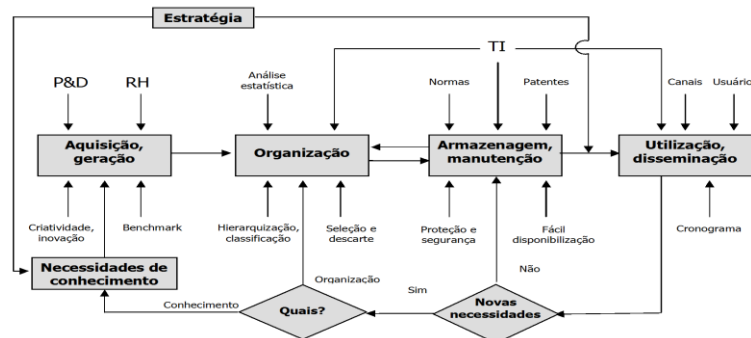 Estratégia
TI
P&D
RH
Análise
estatística
Normas
Patentes
Canais
Usuário
Aquisição,
geração
Organização
Armazenagem,
manutenção
Utilização,
disseminação
Criatividade,
inovação
Benchmark
Hierarquização,
classificação
Seleção e
descarte
Proteção e
segurança
Fácil
disponibilização
Cronograma
Necessidades de
conhecimento
Organização
Não
Conhecimento
Sim
Quais?
Novas
necessidades